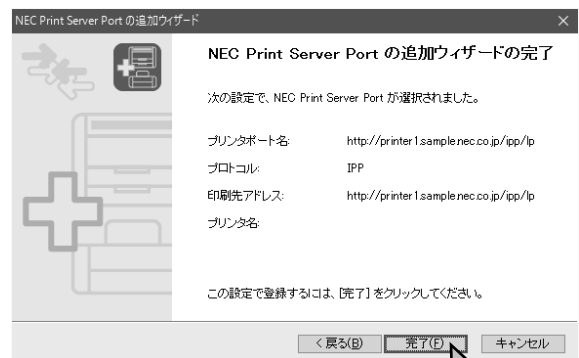 NEC Print Server Port の追加ウィザード
NEC Print Server Port の追加ウィザードの完了
次の設定で、NEC Print Server Port が選択されました。
プリンタポート名: http://printer1.sample.nec.co.jp/ipp/lp
プロトコル: IPP
印刷先アドレス: http://printer1.sample.nec.co.jp/ipp/lp
プリンタ名:
この設定で登録するには、[完了] をクリックしてください。
< 戻る(B) 完了(F) キャンセル